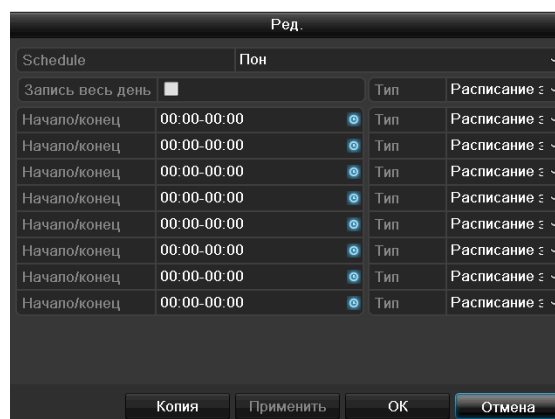 Ред.
Schedule Пон
Запись весь день Тип Расписание
Начало/конец 00:00-00:00 Тип Расписание
Начало/конец 00:00-00:00 Тип Расписание
Начало/конец 00:00-00:00 Тип Расписание
Начало/конец 00:00-00:00 Тип Расписание
Начало/конец 00:00-00:00 Тип Расписание
Начало/конец 00:00-00:00 Тип Расписание
Начало/конец 00:00-00:00 Тип Расписание
Начало/конец 00:00-00:00 Тип Расписание
Копия Применить OK Отмена